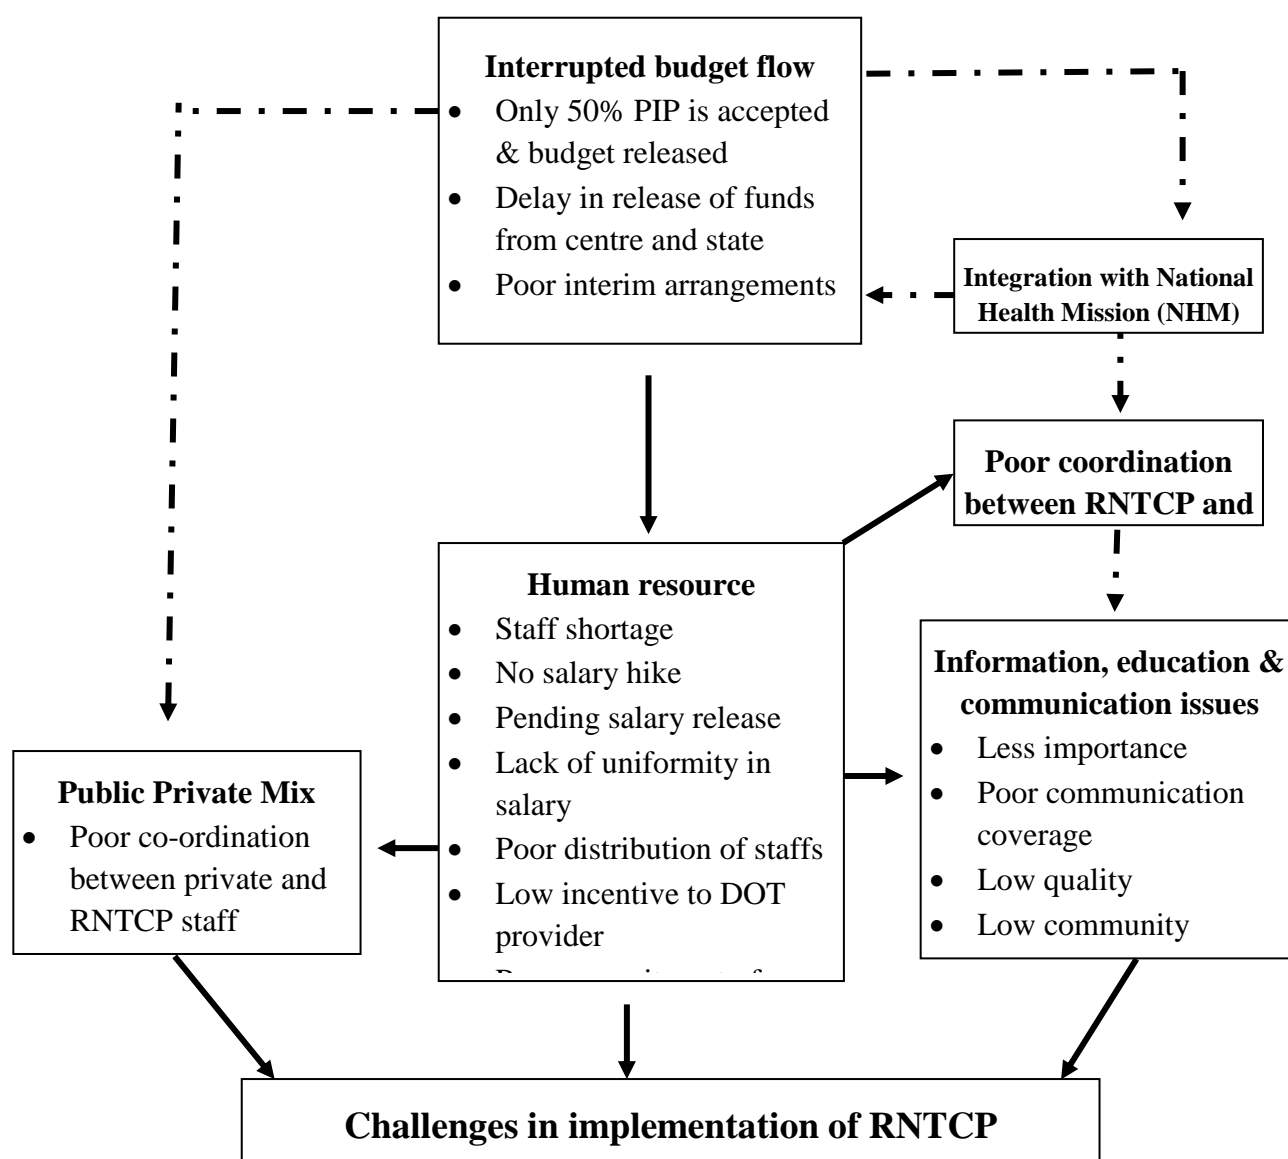 Interrupted budget flow
• Only 50% PIP is accepted
& budget released
• Delay in release of funds
from centre and state
• Poor interim arrangements
Integration with National
Health Mission (NHM)
Poor coordination
between RNTCP and
Human resource
• Staff shortage
• No salary hike
• Pending salary release
• Lack of uniformity in
salary
• Poor distribution of staffs
• Low incentive to DOT
provider
Information, education &
communication issues
• Less importance
• Poor communication
coverage
• Low quality
• Low community
Public Private Mix
• Poor co-ordination
between private and
RNTCP staff
Challenges in implementation of RNTCP